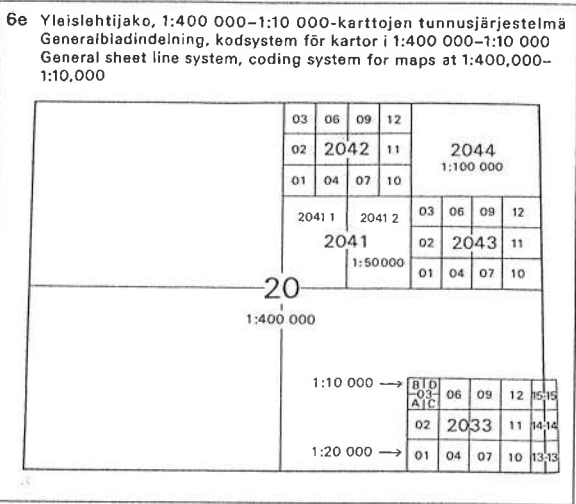 6e Yleislehtijako, 1:400 000–1:10 000-karttojen tunnusjärjestelmä
Generalbladindelning, kodsystem för kartor i 1:400 000–1:10 000
General sheet line system, coding system for maps at 1:400,000–
1:10,000
03 06 09 12
02 2042 11
01 04 07 10
2044
1:100 000
2041 1 2041 2
2041
1:50000
03 06 09 12
02 2043 11
01 04 07 10
20
1:400 000
1:10 000
B D
03
A C
06 09 12 15 15
02 2033 11 14 14
1:20 000
01 04 07 10 13 13